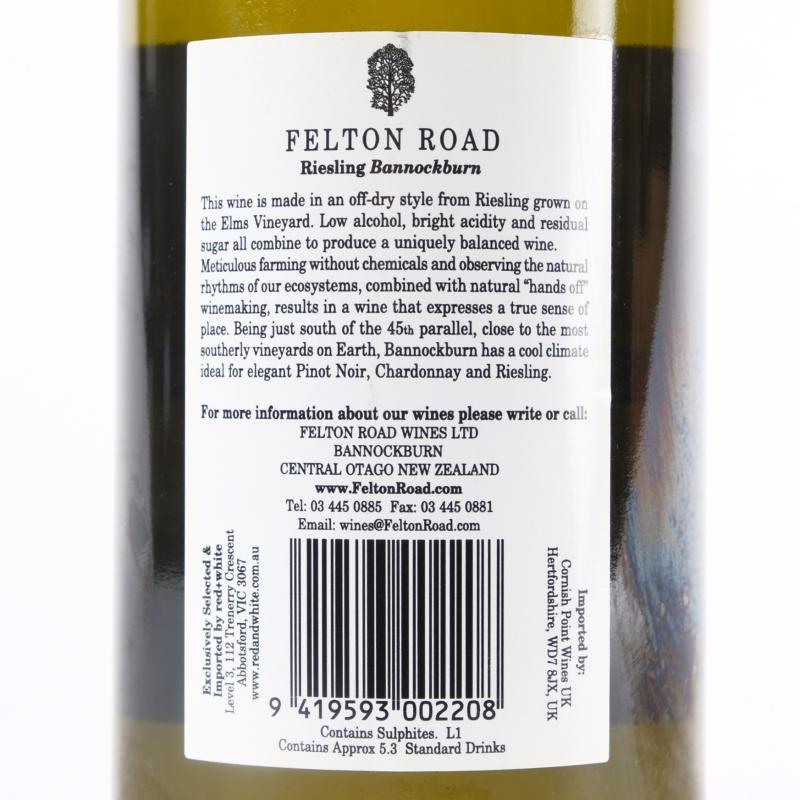 FELTON ROAD
Riesling Bannockburn
This wine is made in an off-dry style from Riesling grown on
the Elms Vineyard. Low alcohol, bright acidity and residual
sugar all combine to produce a uniquely balanced wine.
Meticulous farming without chemicals and observing the natural
rhythms of our ecosystems, combined with natural “hands off”
winemaking, results in a wine that expresses a true sense of
place. Being just south of the 45th parallel, close to the most
southerly vineyards on Earth, Bannockburn has a cool climate
ideal for elegant Pinot Noir, Chardonnay and Riesling.
For more information about our wines please write or call:
FELTON ROAD WINES LTD
BANNOCKBURN
CENTRAL OTAGO NEW ZEALAND
www.FeltonRoad.com
Tel: 03 445 0885 Fax: 03 445 0881
Email: wines@FeltonRoad.com
Exclusively Selected &
Imported by red+white
Level 3, 112 Trenerry Crescent
Abbotsford, VIC 3067
www.redandwhite.com.au
Imported by:
Cornish Point Wines UK
Hertfordshire, WD7 8JX, UK
9 419593 002208
Contains Sulphites. L1
Contains Approx 5.3 Standard Drinks